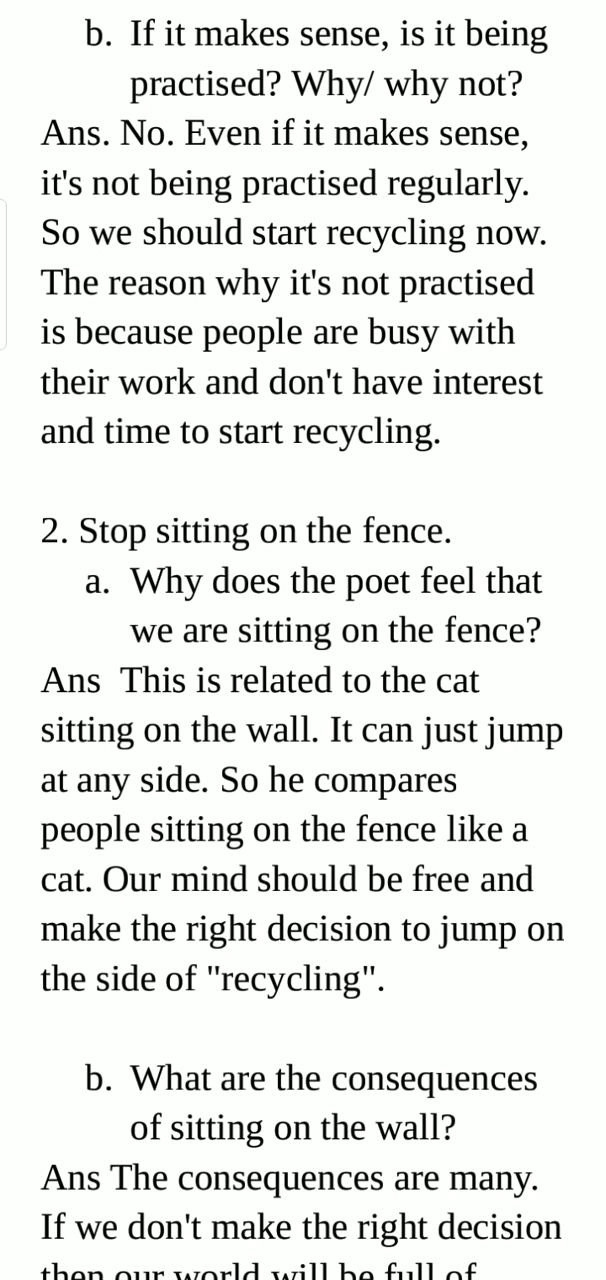 b. If it makes sense, is it being
practised? Why/ why not?
Ans. No. Even if it makes sense,
it's not being practised regularly.
So we should start recycling now.
The reason why it's not practised
is because people are busy with
their work and don't have interest
and time to start recycling.
2. Stop sitting on the fence.
a. Why does the poet feel that
we are sitting on the fence?
Ans  This is related to the cat
sitting on the wall. It can just jump
at any side. So he compares
people sitting on the fence like a
cat. Our mind should be free and
make the right decision to jump on
the side of "recycling".
b. What are the consequences
of sitting on the wall?
Ans The consequences are many.
If we don't make the right decision
then our world will be full of